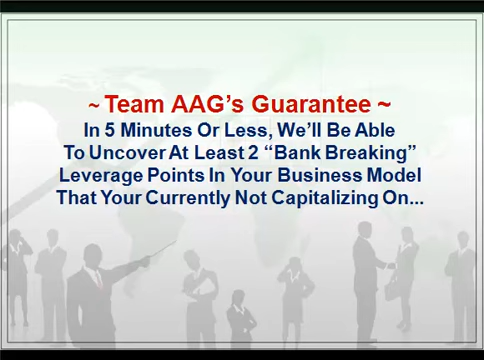 ~ Team AAG's Guarantee ~
In 5 Minutes Or Less, We'll Be Able
To Uncover At Least 2 “Bank Breaking”
Leverage Points In Your Business Model
That Your Currently Not Capitalizing On...